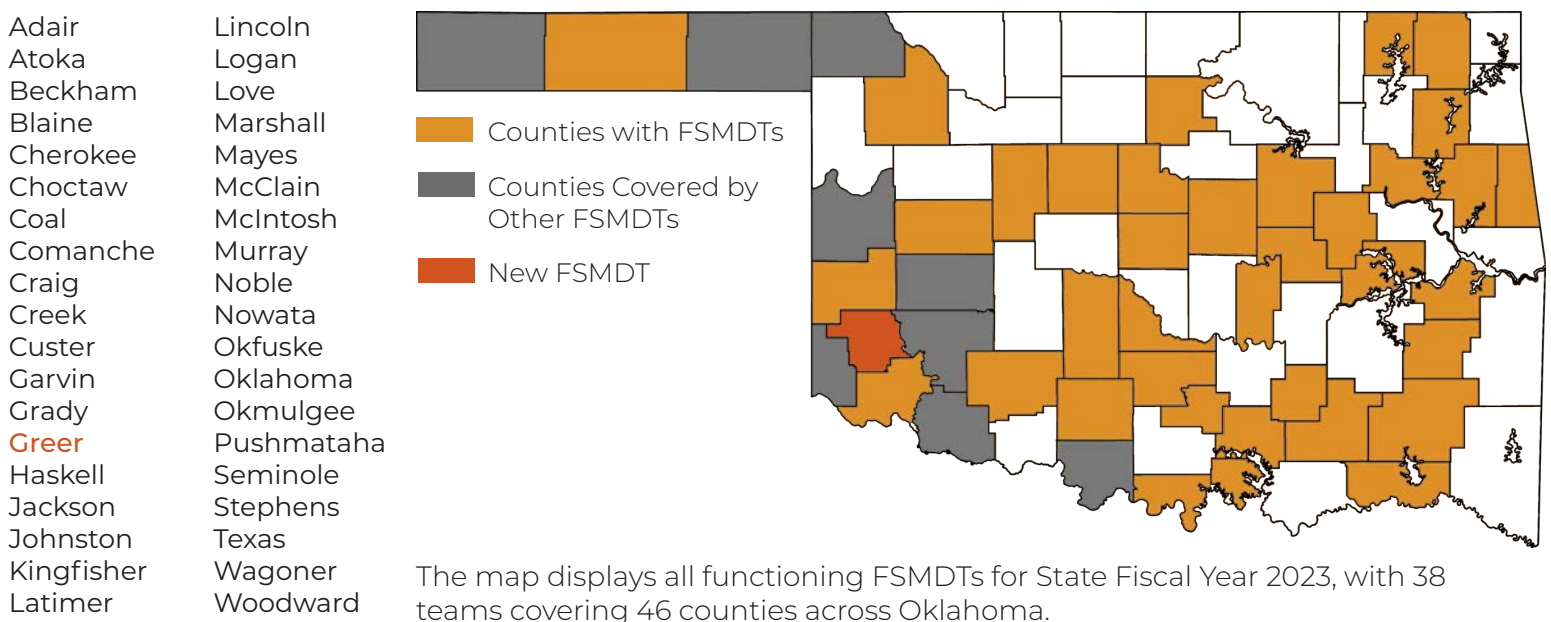 Adair
Atoka
Beckham
Blaine
Cherokee
Choctaw
Coal
Comanche
Craig
Creek
Custer
Garvin
Grady
Greer
Haskell
Jackson
Johnston
Kingfisher
Latimer
Lincoln
Logan
Love
Marshall
Mayes
McClain
McIntosh
Murray
Noble
Nowata
Okfuske
Oklahoma
Okmulgee
Pushmataha
Seminole
Stephens
Texas
Wagoner
Woodward
Counties with FSMDTs
Counties Covered by
Other FSMDTs
New FSMDT
The map displays all functioning FSMDTs for State Fiscal Year 2023, with 38
teams covering 46 counties across Oklahoma.